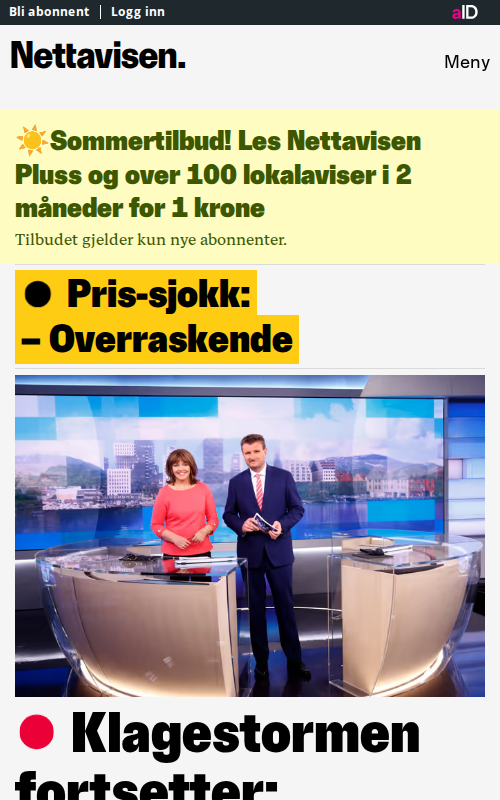 Bli abonnent | Logg inn
aID
Nettavisen.
Meny
☀️Sommertilbud! Les Nettavisen
Pluss og over 100 lokalaviser i 2
måneder for 1 krone
Tilbudet gjelder kun nye abonnenter.
● Pris-sjokk:
– Overraskende
● Klagestormen
fortsetter: